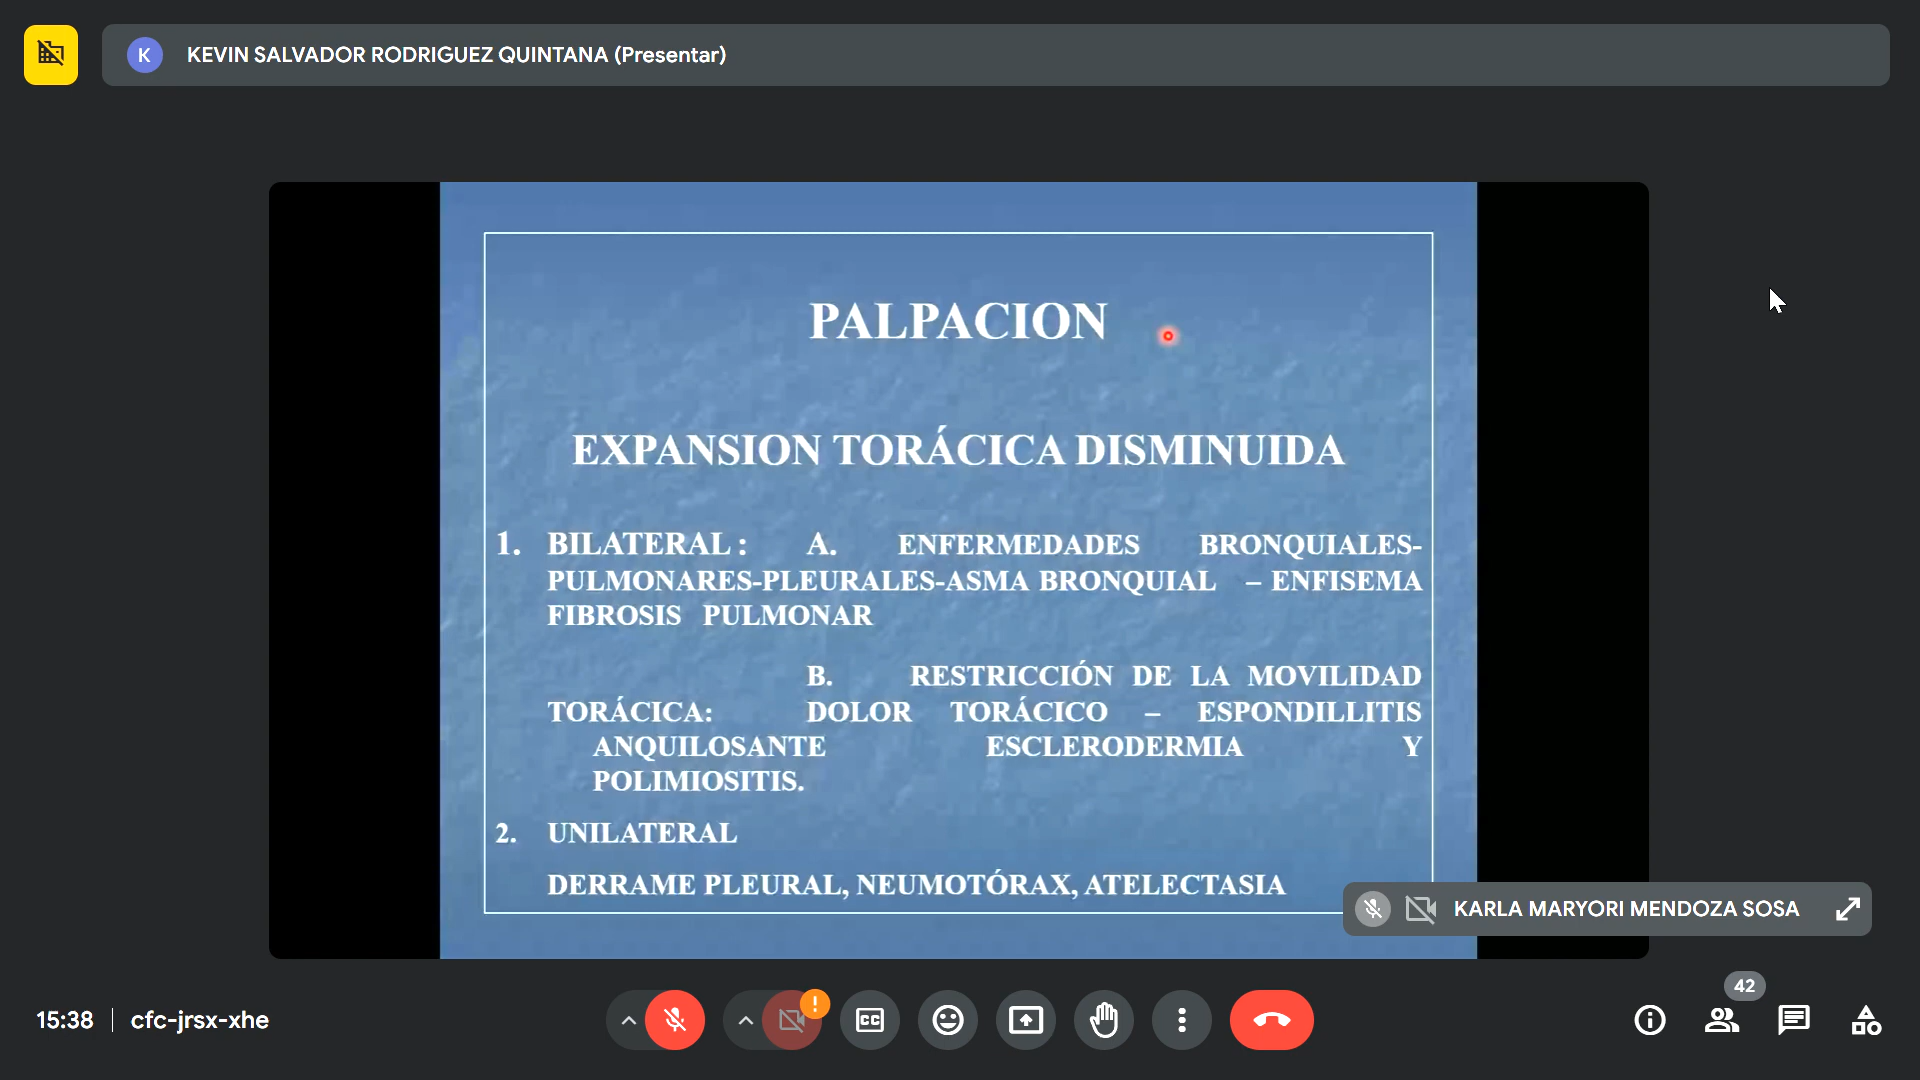 K KEVIN SALVADOR RODRIGUEZ QUINTANA (Presentar)
PALPACION
EXPANSION TORÁCICA DISMINUIDA
1. BILATERAL : A. ENFERMEDADES BRONQUIALES-
PULMONARES-PLEURALES-ASMA BRONQUIAL – ENFISEMA
FIBROSIS PULMONAR
B. RESTRICCIÓN DE LA MOVILIDAD
TORÁCICA: DOLOR TORÁCICO – ESPONDILLITIS
ANQUILOSANTE ESCLERODERMIA Y
POLIMIOSITIS.
2. UNILATERAL
DERRAME PLEURAL, NEUMOTÓRAX, ATELECTASIA
KARLA MARYORI MENDOZA SOSA
42
15:38 cfc-jrsx-xhe
! CC